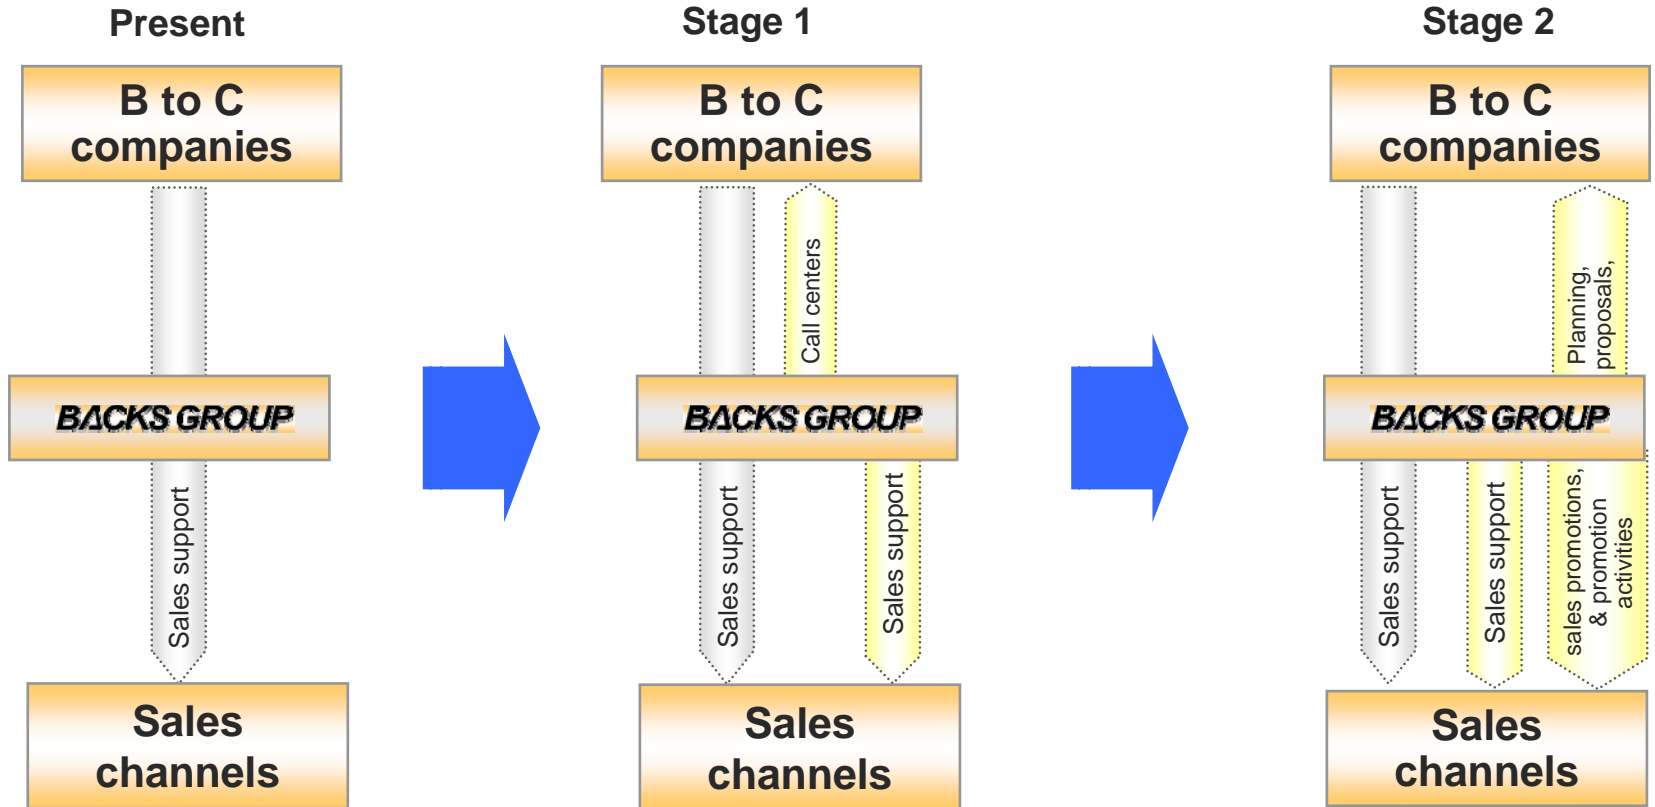 Present
B to C
companies
BACKS GROUP
Sales support
Sales
channels
Stage 1
B to C
companies
Call centers
BACKS GROUP
Sales support
Sales support
Sales
channels
Stage 2
B to C
companies
Planning,
proposals,
BACKS GROUP
Sales support
Sales support
sales promotions,
& promotion
activities
Sales
channels